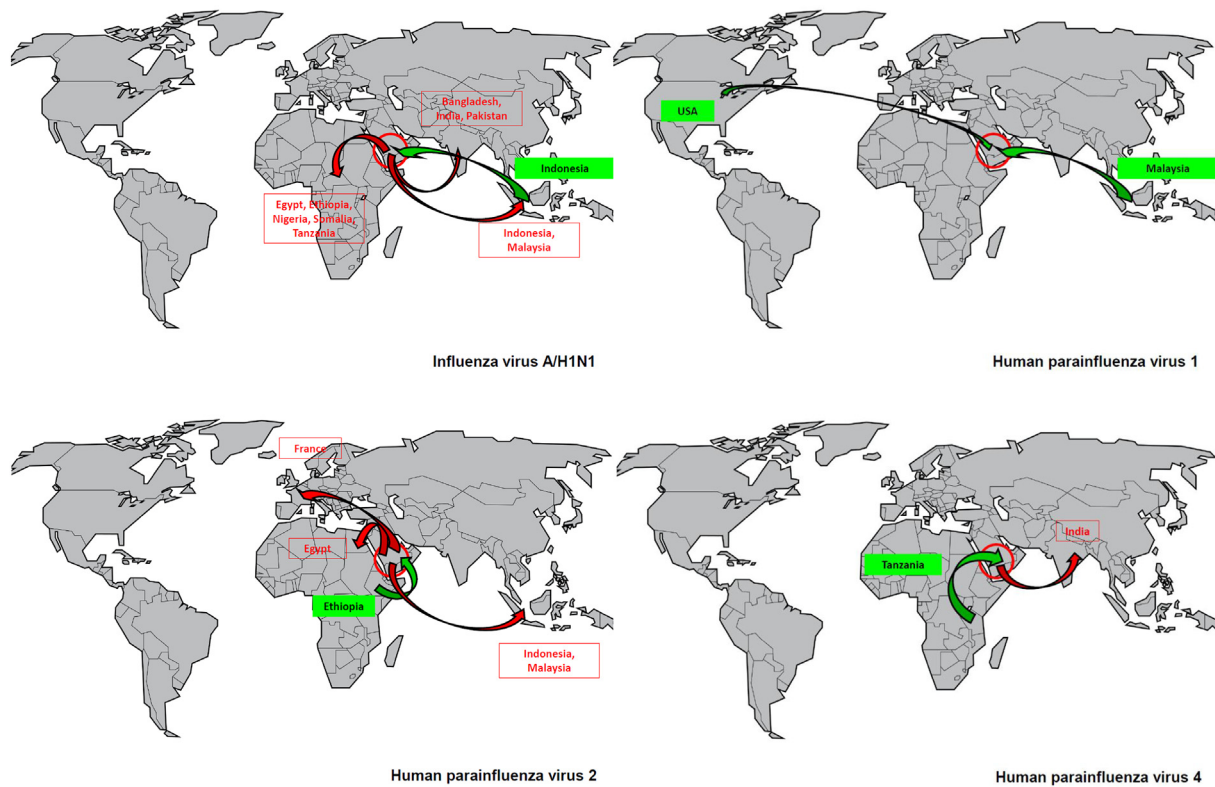 Bangladesh,
India, Pakistan
Indonesia
Egypt, Ethiopia,
Nigeria, Somalia,
Tanzania
Indonesia,
Malaysia
Influenza virus A/H1N1
USA
Malaysia
Human parainfluenza virus 1
France
Egypt
Ethiopia
Indonesia,
Malaysia
Human parainfluenza virus 2
India
Tanzania
Human parainfluenza virus 4